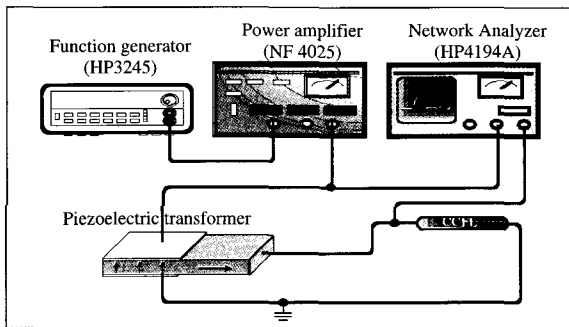 Function generator
(HP3245)
Power amplifier
(NF 4025)
Network Analyzer
(HP4194A)
Piezoelectric transformer
CCFL